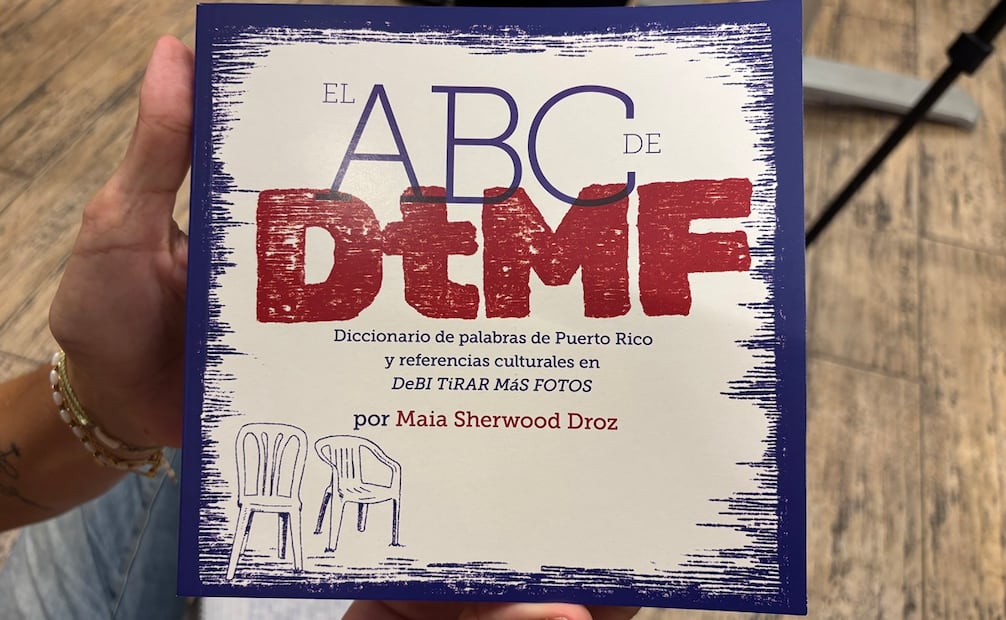 EL ABC DE
DtMF
Diccionario de palabras de Puerto Rico
y referencias culturales en
DeBI TiRAR MáS FOTOS
por Maia Sherwood Droz